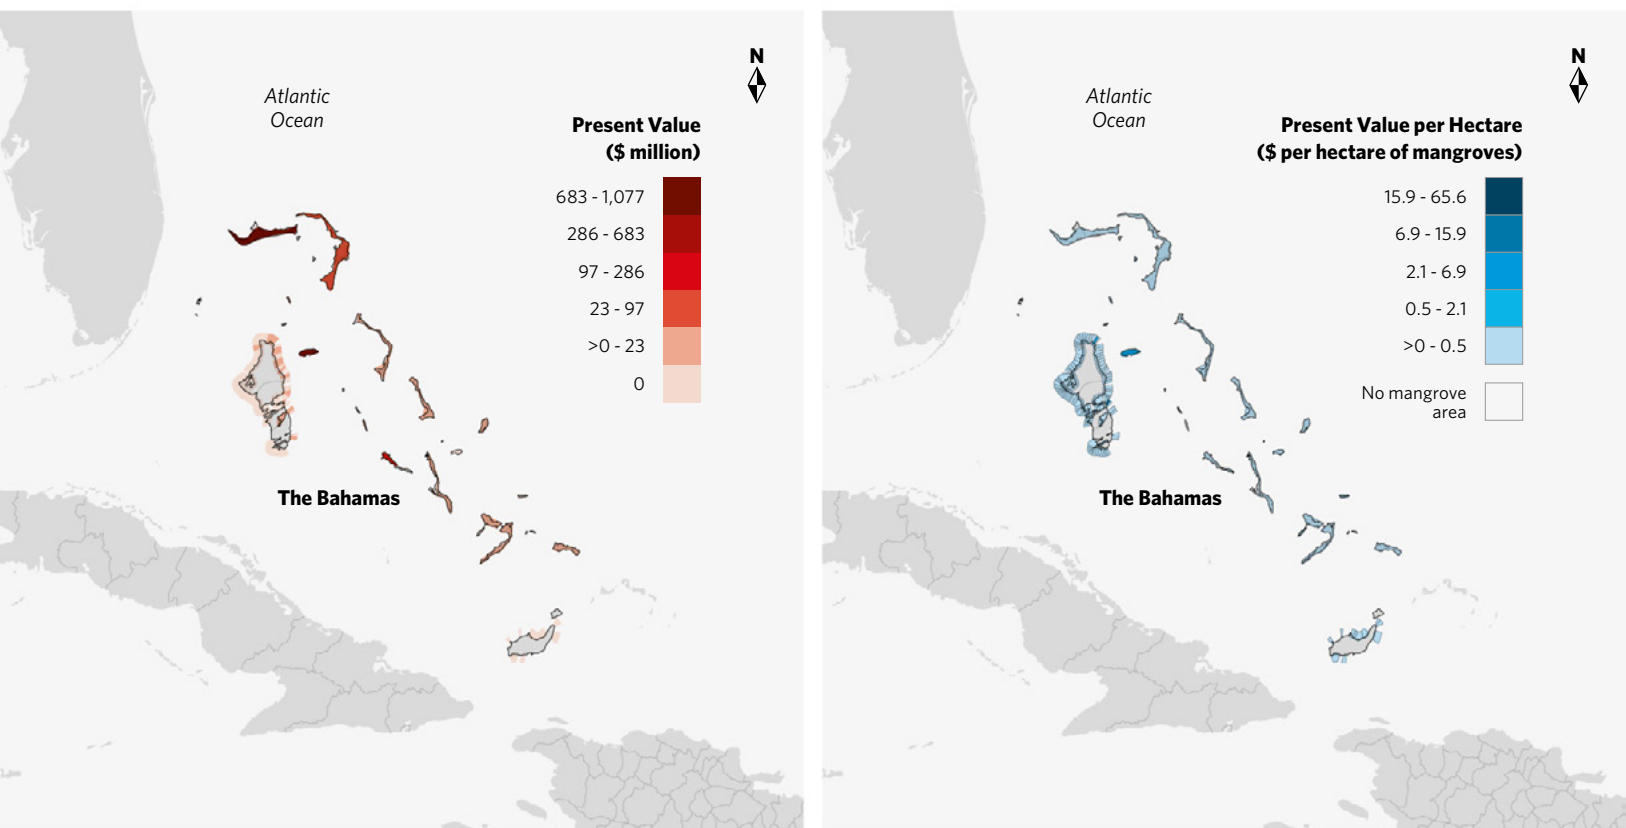 N
Atlantic
Ocean
Present Value
($ million)
683 - 1,077
286 - 683
97 - 286
23 - 97
>0 - 23
0
The Bahamas
N
Atlantic
Ocean
Present Value per Hectare
($ per hectare of mangroves)
15.9 - 65.6
6.9 - 15.9
2.1 - 6.9
0.5 - 2.1
>0 - 0.5
No mangrove
area
The Bahamas